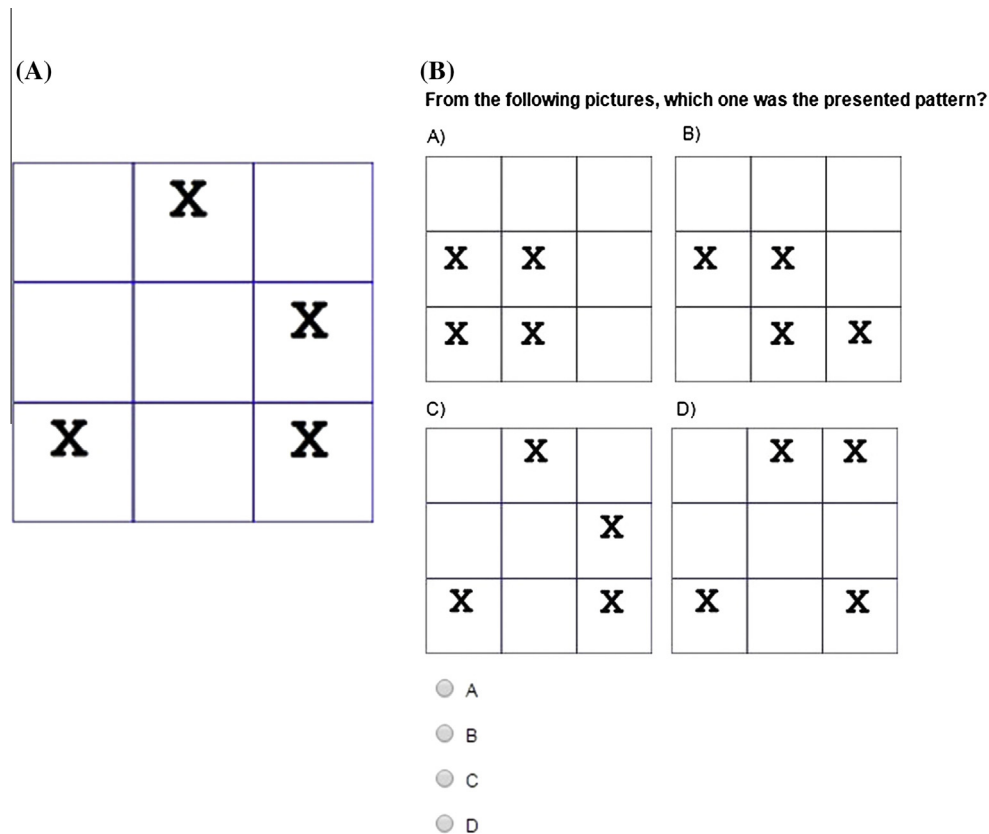 (A)
X
X
X X
(B)
From the following pictures, which one was the presented pattern?
A) B)
X X X X
X X X X
C) D)
X X X
X
X X X X
A
B
C
D